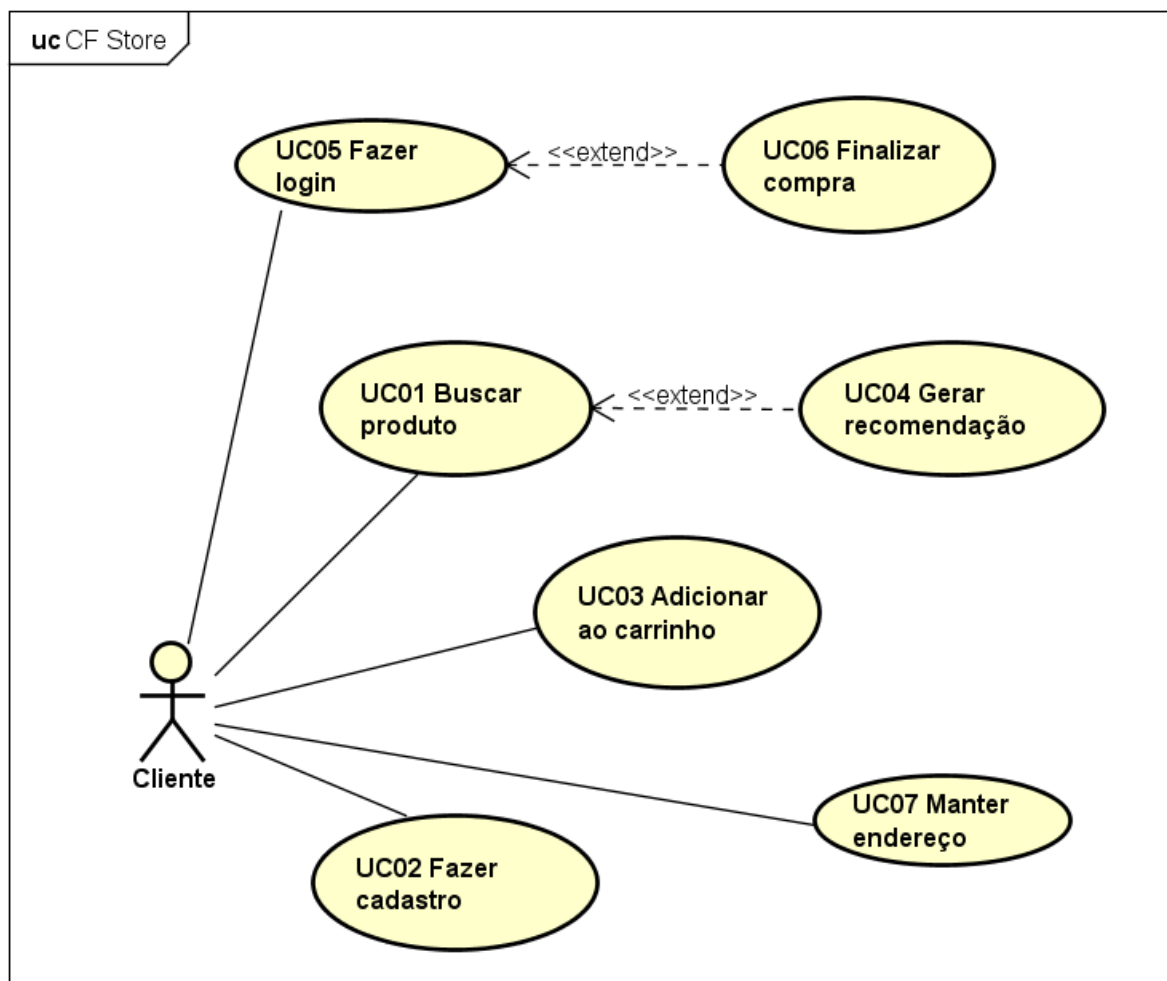 uc CF Store
UC05 Fazer
login
<<extend>>
UC06 Finalizar
compra
UC01 Buscar
produto
<<extend>>
UC04 Gerar
recomendação
UC03 Adicionar
ao carrinho
Cliente
UC07 Manter
endereço
UC02 Fazer
cadastro